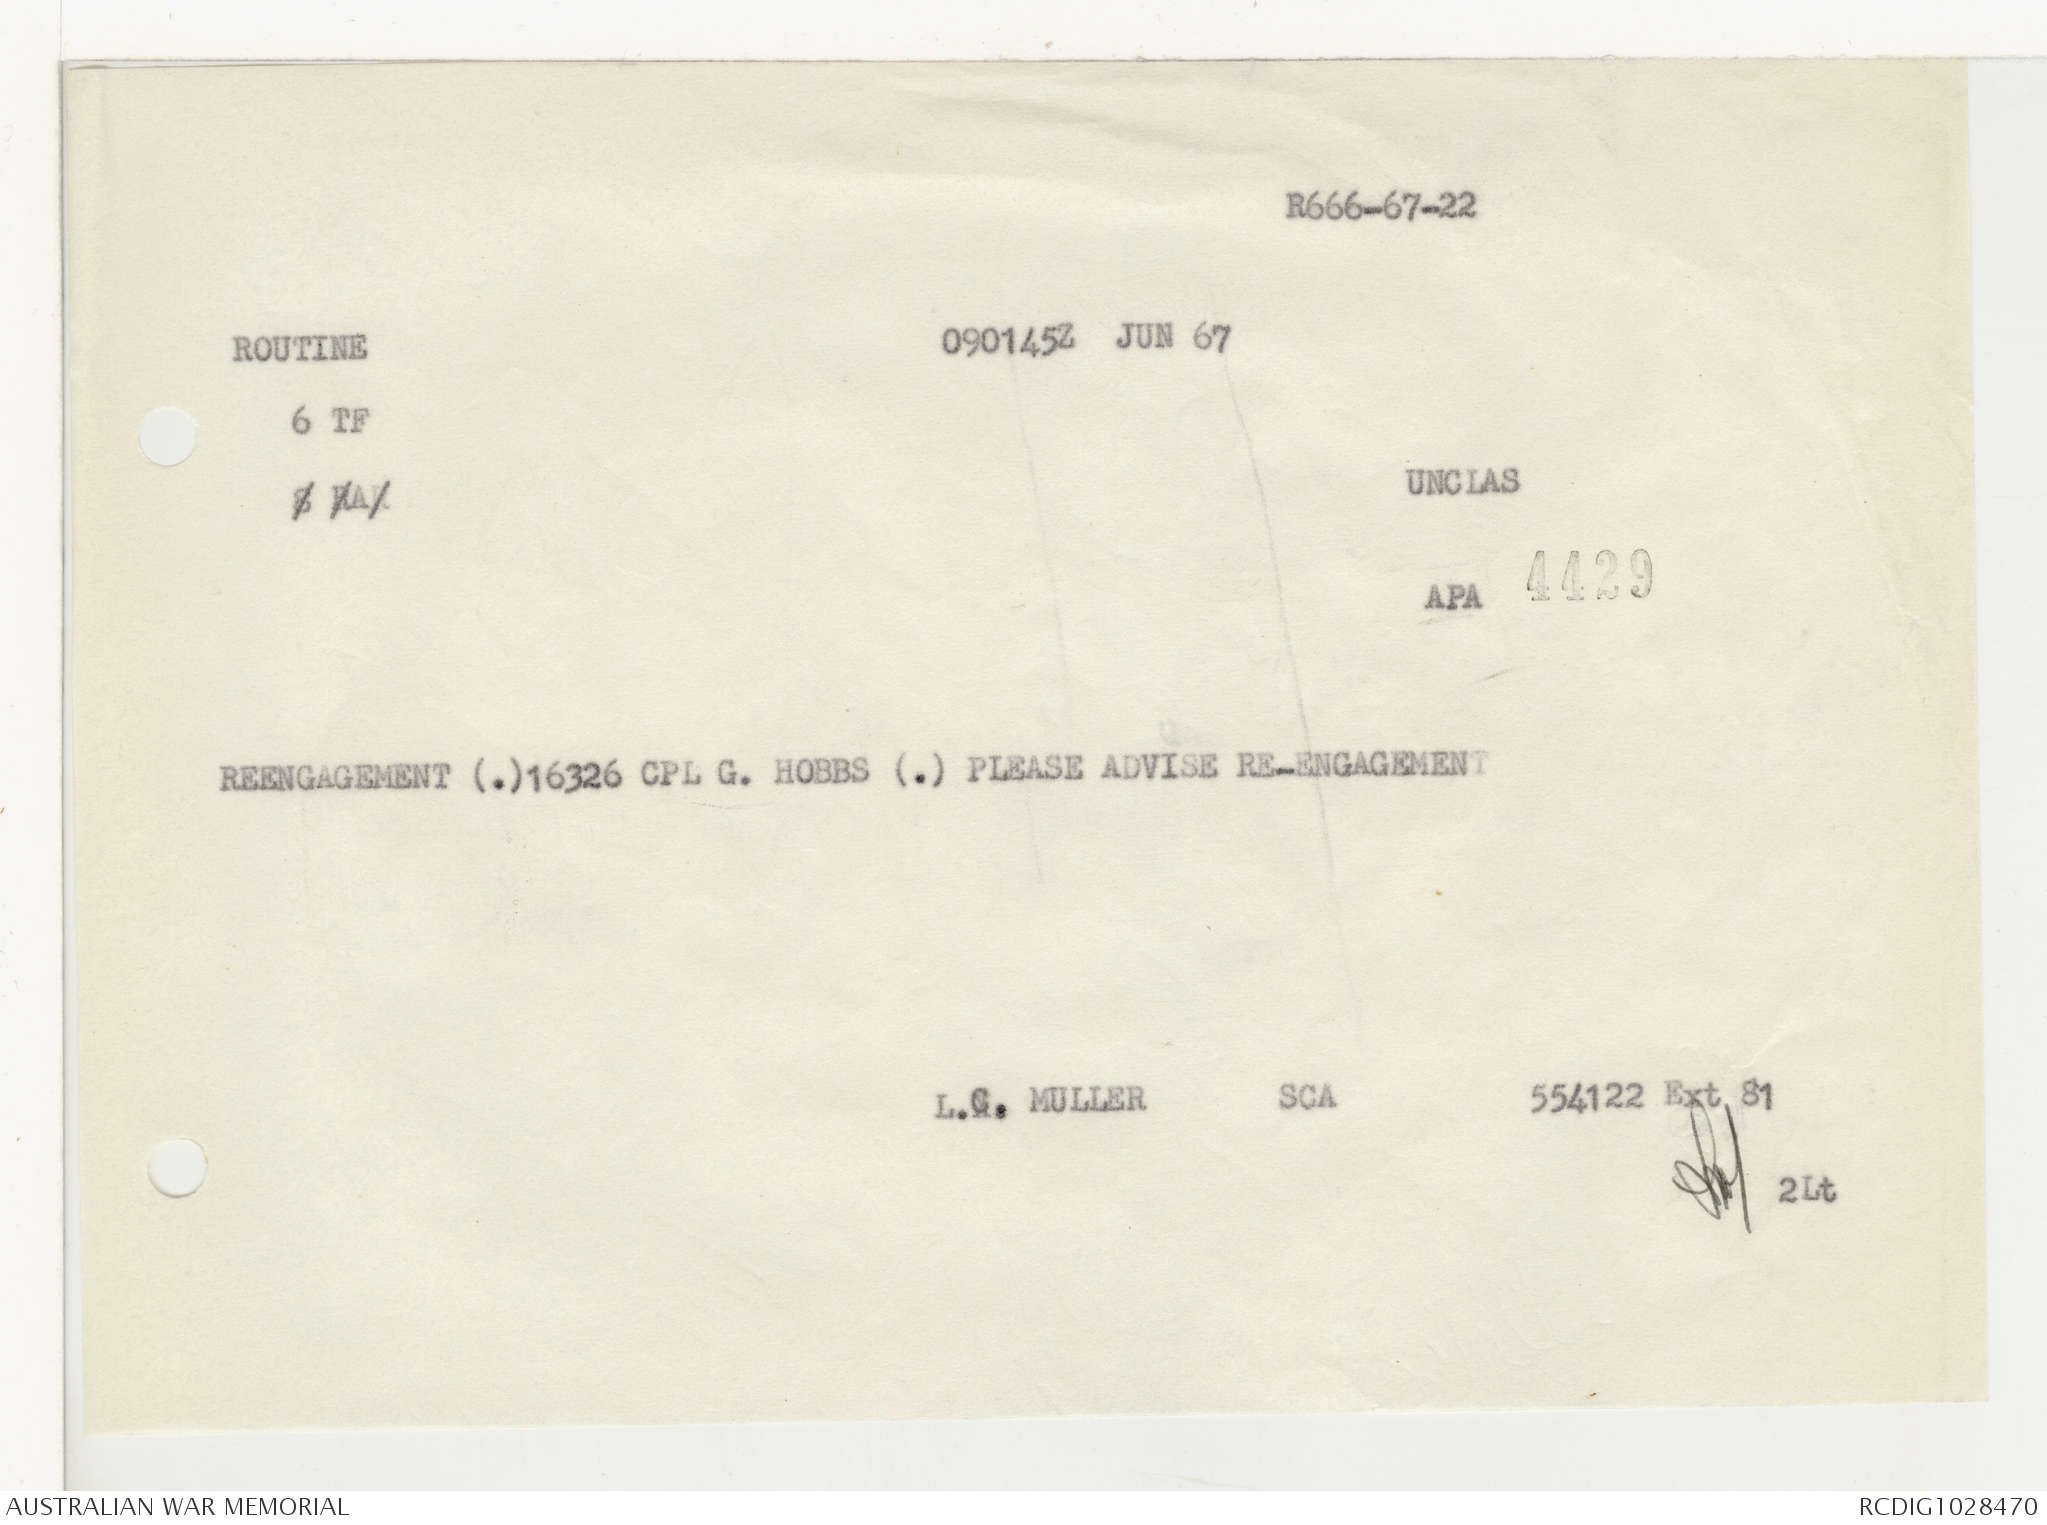 R666-67-22
ROUTINE 090145Z JUN 67
6 TF
UNCLAS
APA 4429
REENGAGEMENT (.)16326 CPL G. HOBBS (.) PLEASE ADVISE RE-ENGAGEMENT
L.G. MULLER SCA 554122 Ext 81
2Lt
AUSTRALIAN WAR MEMORIAL RCDIG1028470